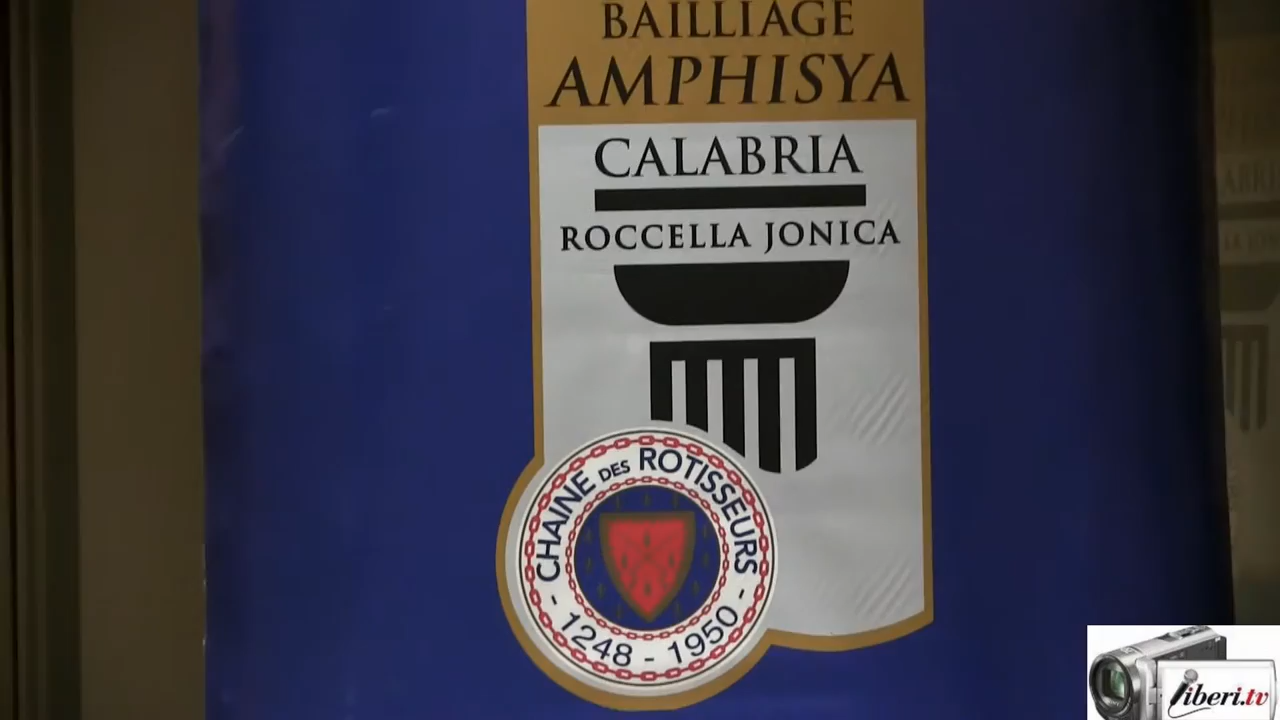 BAILLIAGE
AMPHISYA
CALABRIA
ROCCELLA JONICA
CHAINE DES ROTISSEURS
- 1248 - 1950 -
liberi.tv